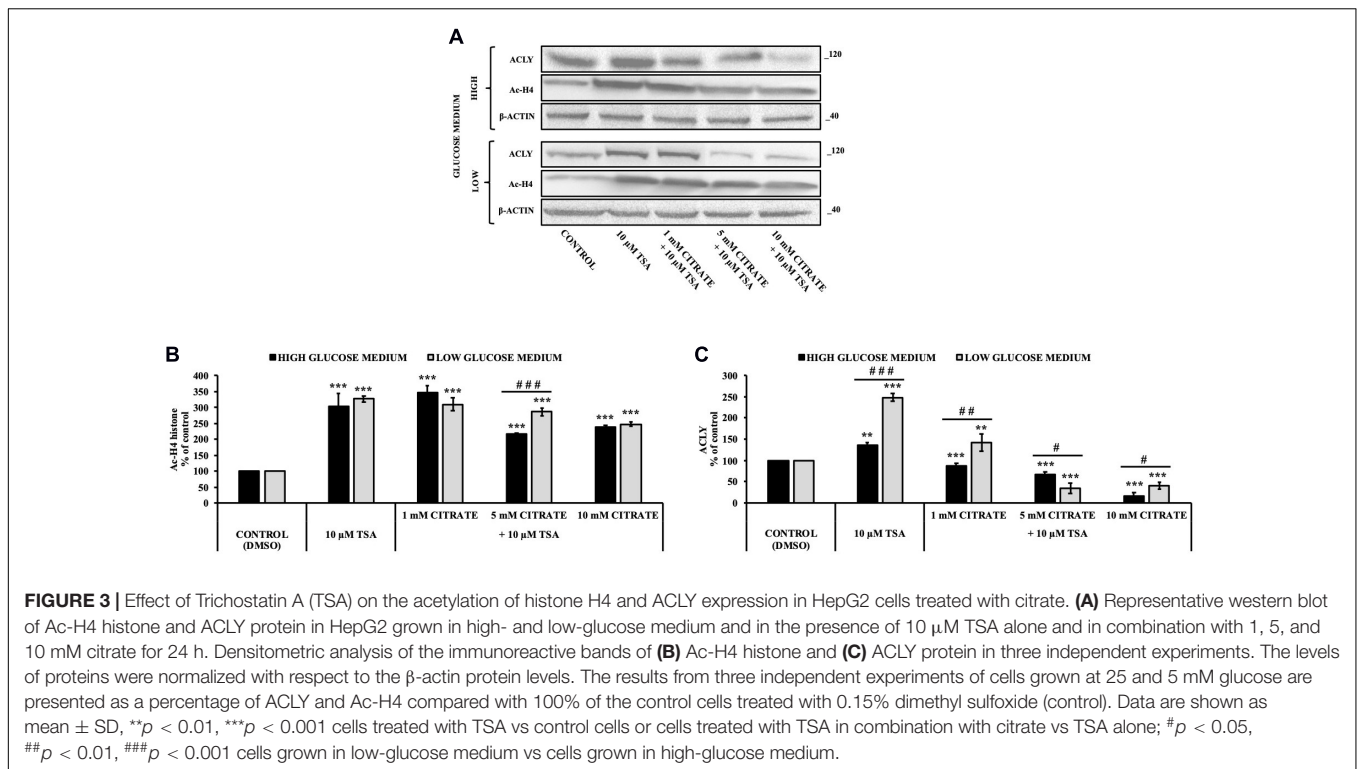 A
GLUCOSE MEDIUM
HIGH
ACLY
_120
Ac-H4
β-ACTIN
_40
LOW
ACLY
_120
Ac-H4
β-ACTIN
_40
CONTROL
10 µM TSA
1 mM CITRATE
+ 10 µM TSA
5 mM CITRATE
+ 10 µM TSA
10 mM CITRATE
+ 10 µM TSA
B
■HIGH GLUCOSE MEDIUM □LOW GLUCOSE MEDIUM
Ac-H4 histone
% of control
400
350
300
250
200
150
100
50
0
*** ***
*** ***
# # #
*** ***
*** ***
1 mM CITRATE 5 mM CITRATE 10 mM CITRATE
CONTROL
(DMSO)
10 µM TSA
+ 10 µM TSA
C
■HIGH GLUCOSE MEDIUM □LOW GLUCOSE MEDIUM
ACLY
% of control
300
250
200
150
100
50
0
# # #
** ***
# #
*** **
#
*** ***
#
*** ***
1 mM CITRATE 5 mM CITRATE 10 mM CITRATE
CONTROL
(DMSO)
10 µM TSA
+ 10 µM TSA
FIGURE 3 | Effect of Trichostatin A (TSA) on the acetylation of histone H4 and ACLY expression in HepG2 cells treated with citrate. (A) Representative western blot
of Ac-H4 histone and ACLY protein in HepG2 grown in high- and low-glucose medium and in the presence of 10 µM TSA alone and in combination with 1, 5, and
10 mM citrate for 24 h. Densitometric analysis of the immunoreactive bands of (B) Ac-H4 histone and (C) ACLY protein in three independent experiments. The levels
of proteins were normalized with respect to the β-actin protein levels. The results from three independent experiments of cells grown at 25 and 5 mM glucose are
presented as a percentage of ACLY and Ac-H4 compared with 100% of the control cells treated with 0.15% dimethyl sulfoxide (control). Data are shown as
mean ± SD, **p < 0.01, ***p < 0.001 cells treated with TSA vs control cells or cells treated with TSA in combination with citrate vs TSA alone; #p < 0.05,
##p < 0.01, ###p < 0.001 cells grown in low-glucose medium vs cells grown in high-glucose medium.